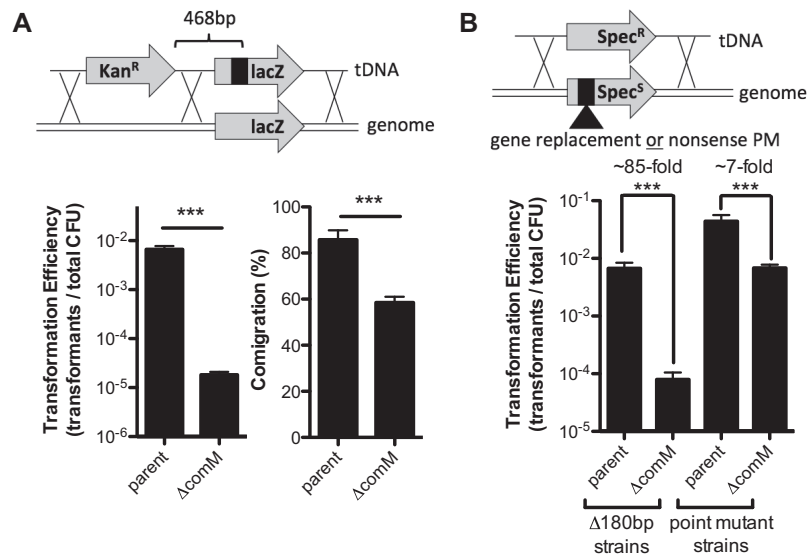 A
468bp
Kan^R
lacZ
tDNA
lacZ
genome
Transformation Efficiency
(transformants / total CFU)
10^-2
10^-3
10^-4
10^-5
10^-6
***
parent
ΔcomM
Comigration (%)
100
80
60
40
20
0
***
parent
ΔcomM
B
Spec^R
tDNA
Spec^S
genome
gene replacement or nonsense PM
~85-fold ~7-fold
*** ***
Transformation Efficiency
(transformants / total CFU)
10^-1
10^-2
10^-3
10^-4
10^-5
parent
ΔcomM
parent
ΔcomM
Δ180bp
strains
point mutant
strains